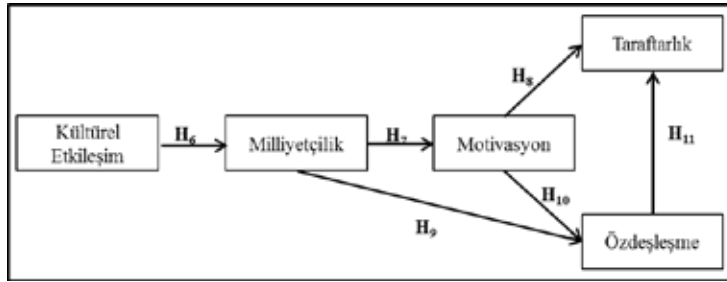 Taraftarlık
H8
Kültürel
Etkileşim
H6
Milliyetçilik
H7
Motivasyon
H11
H10
H9
Özdeşleşme